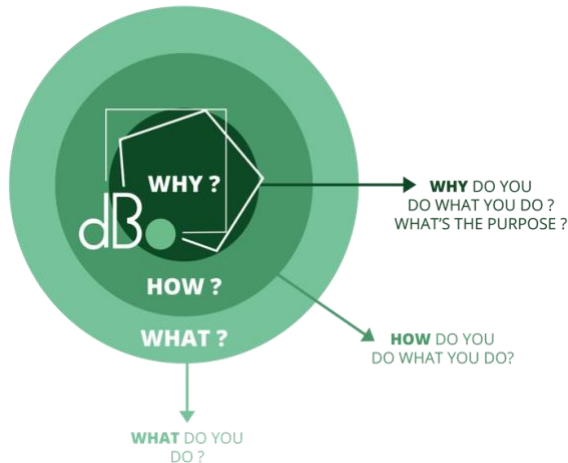 WHY ?
dB
HOW ?
WHAT ?
WHY DO YOU
DO WHAT YOU DO ?
WHAT'S THE PURPOSE ?
HOW DO YOU
DO WHAT YOU DO?
WHAT DO YOU
DO ?